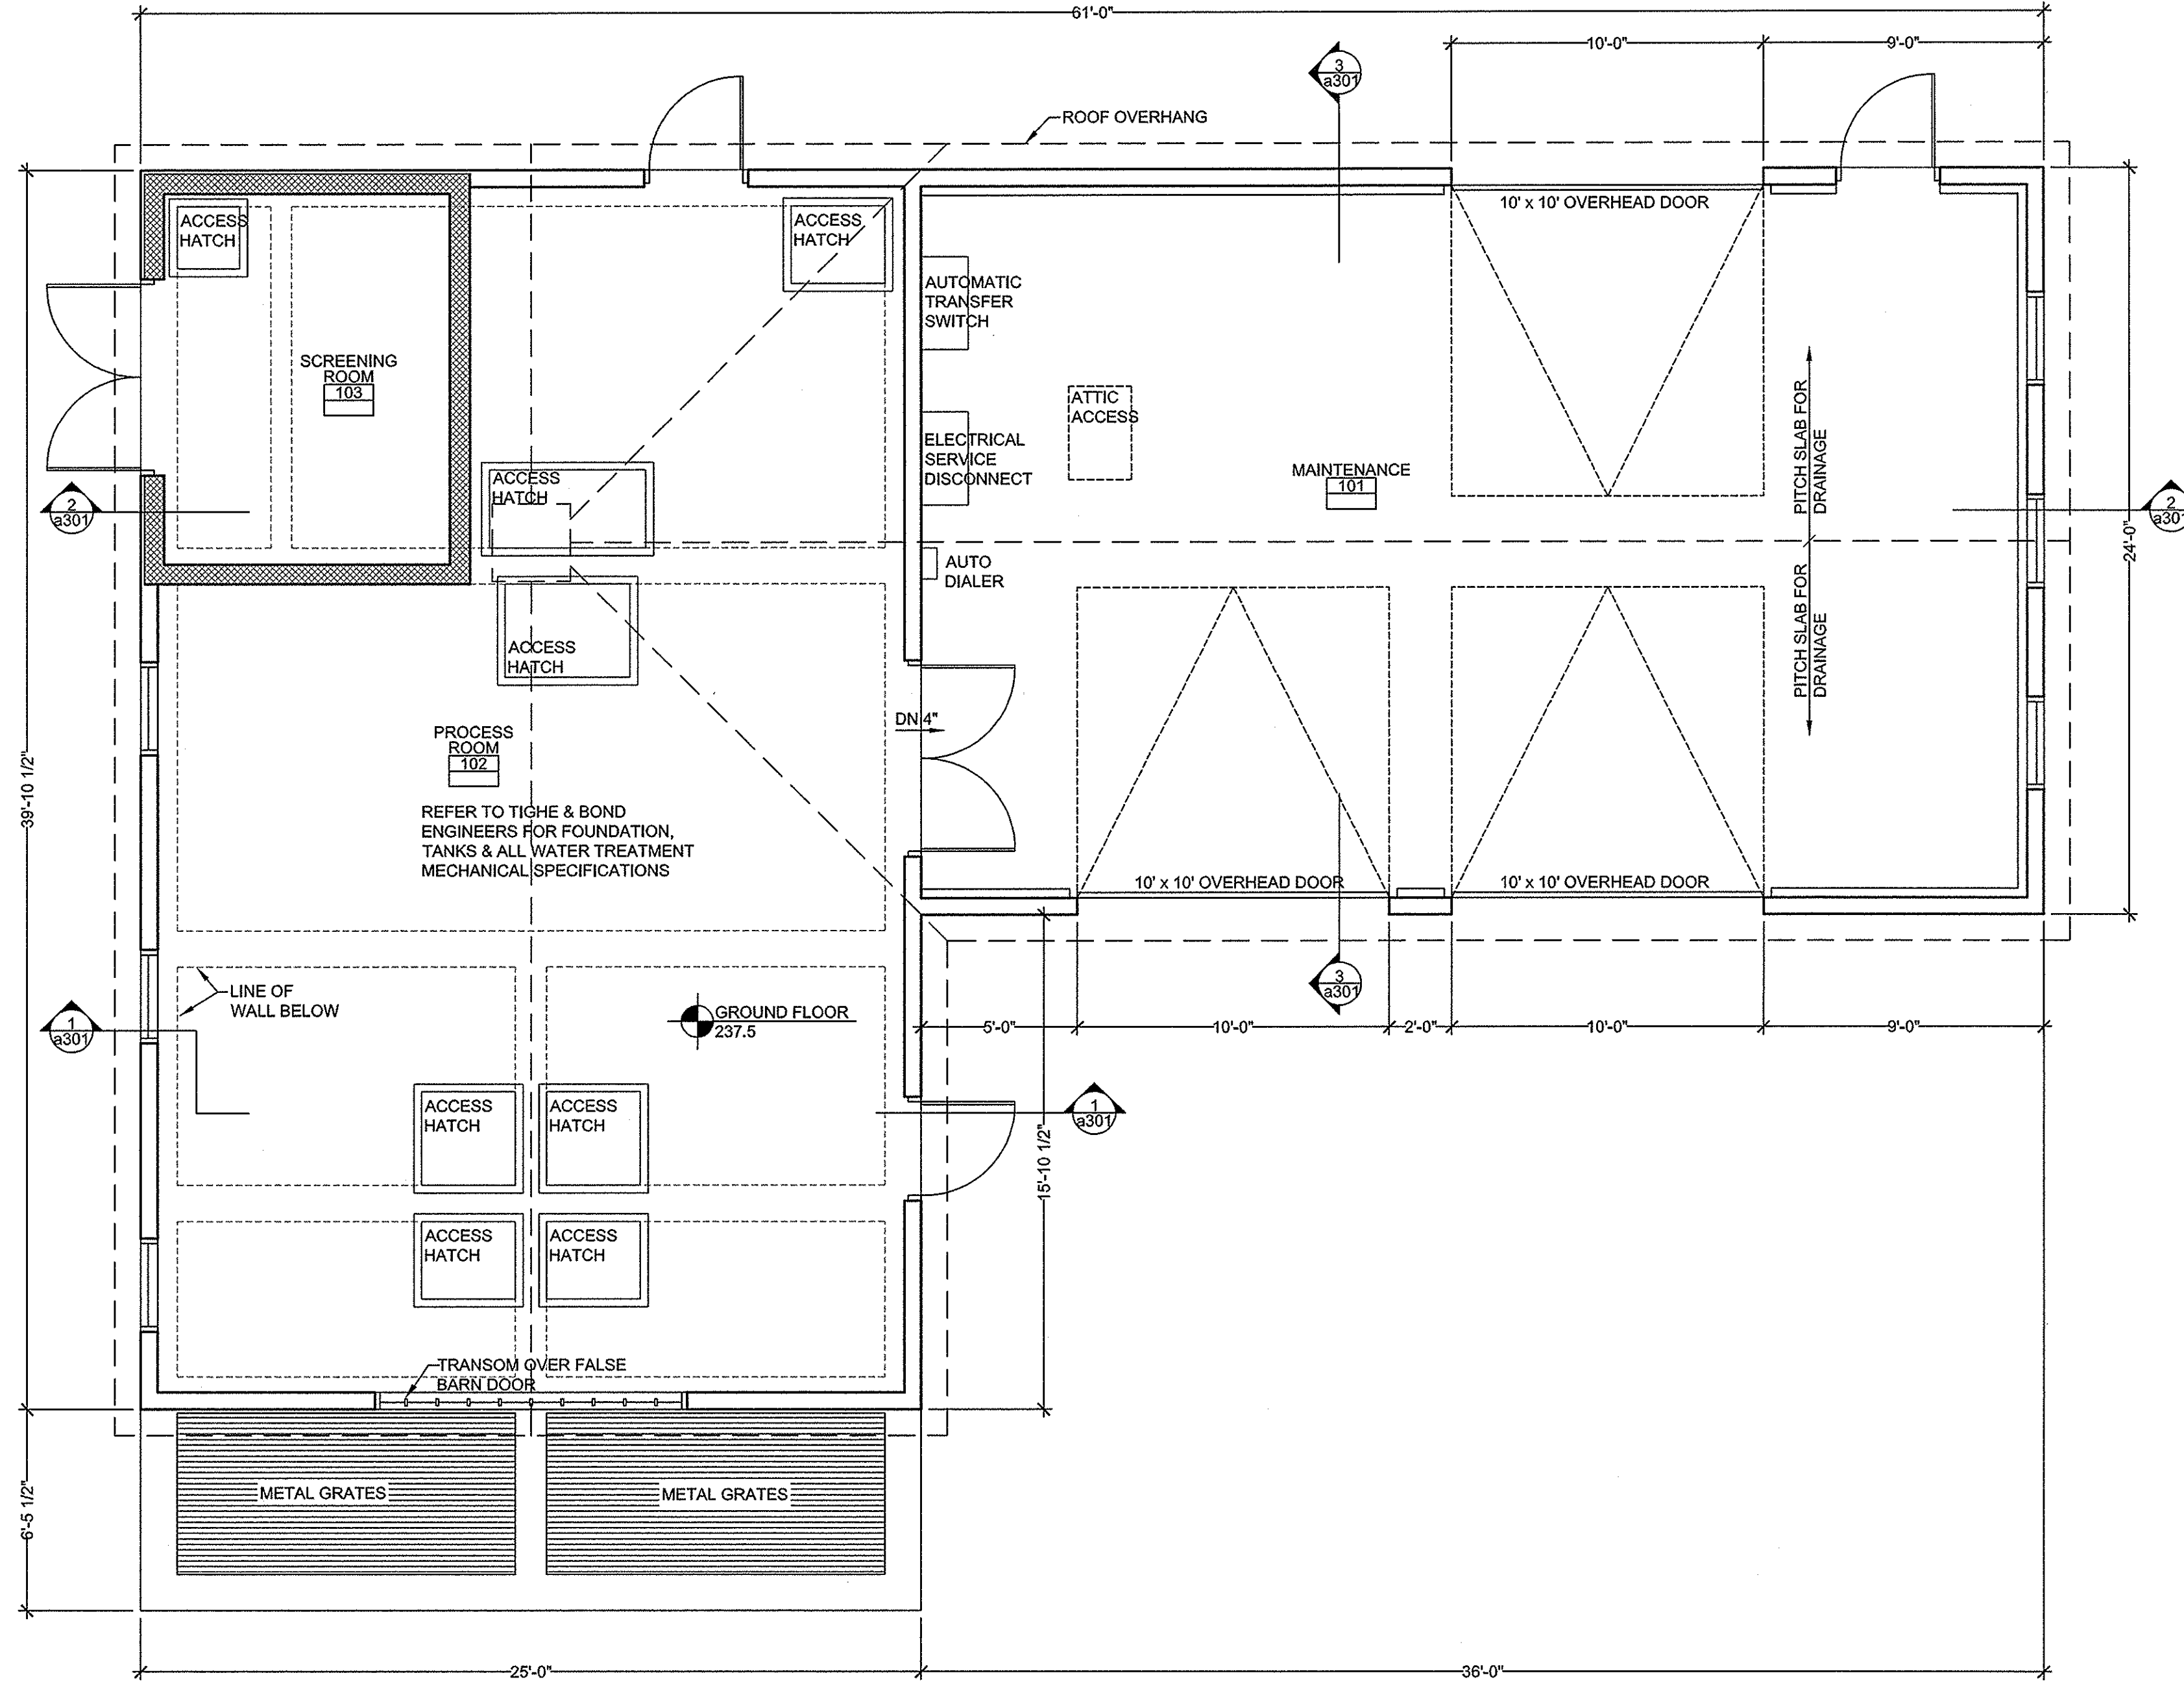 61'-0"
10'-0"
9'-0"
3
a301
ROOF OVERHANG
10' x 10' OVERHEAD DOOR
ACCESS
HATCH
ACCESS
HATCH
AUTOMATIC
TRANSFER
SWITCH
SCREENING
ROOM
103
ATTIC
ACCESS
ELECTRICAL
SERVICE
DISCONNECT
MAINTENANCE
101
PITCH SLAB FOR
DRAINAGE
ACCESS
HATCH
2
a301
2
a301
24'-0"
AUTO
DIALER
PITCH SLAB FOR
DRAINAGE
ACCESS
HATCH
DN 4"
PROCESS
ROOM
102
39'-10 1/2"
REFER TO TIGHE & BOND
ENGINEERS FOR FOUNDATION,
TANKS & ALL WATER TREATMENT
MECHANICAL SPECIFICATIONS
10' x 10' OVERHEAD DOOR
10' x 10' OVERHEAD DOOR
LINE OF
WALL BELOW
3
a301
GROUND FLOOR
237.5
1
a301
5'-0"
10'-0"
2'-0"
10'-0"
9'-0"
ACCESS
HATCH
ACCESS
HATCH
1
a301
15'-10 1/2"
ACCESS
HATCH
ACCESS
HATCH
TRANSOM OVER FALSE
BARN DOOR
METAL GRATES
METAL GRATES
6'-5 1/2"
25'-0"
36'-0"